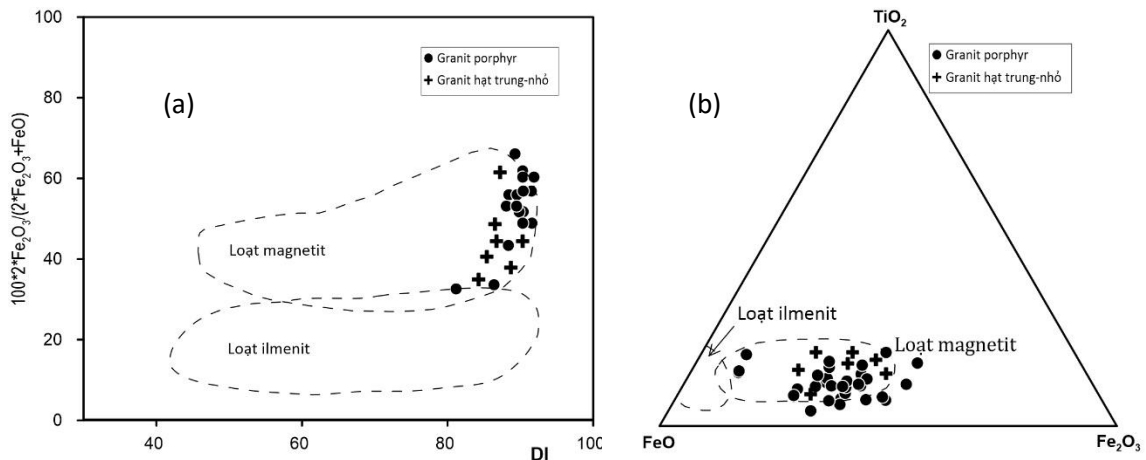 100
80
60
40
20
0
100*2*Fe₂O₃/(2*Fe₂O₃+FeO)
(a)
Granit porphyr
Granit hạt trung-nhỏ
Loạt magnetit
Loạt ilmenit
40
60
80
100
DI
TiO₂
(b)
Granit porphyr
Granit hạt trung-nhỏ
Loạt ilmenit
Loạt magnetit
FeO
Fe₂O₃